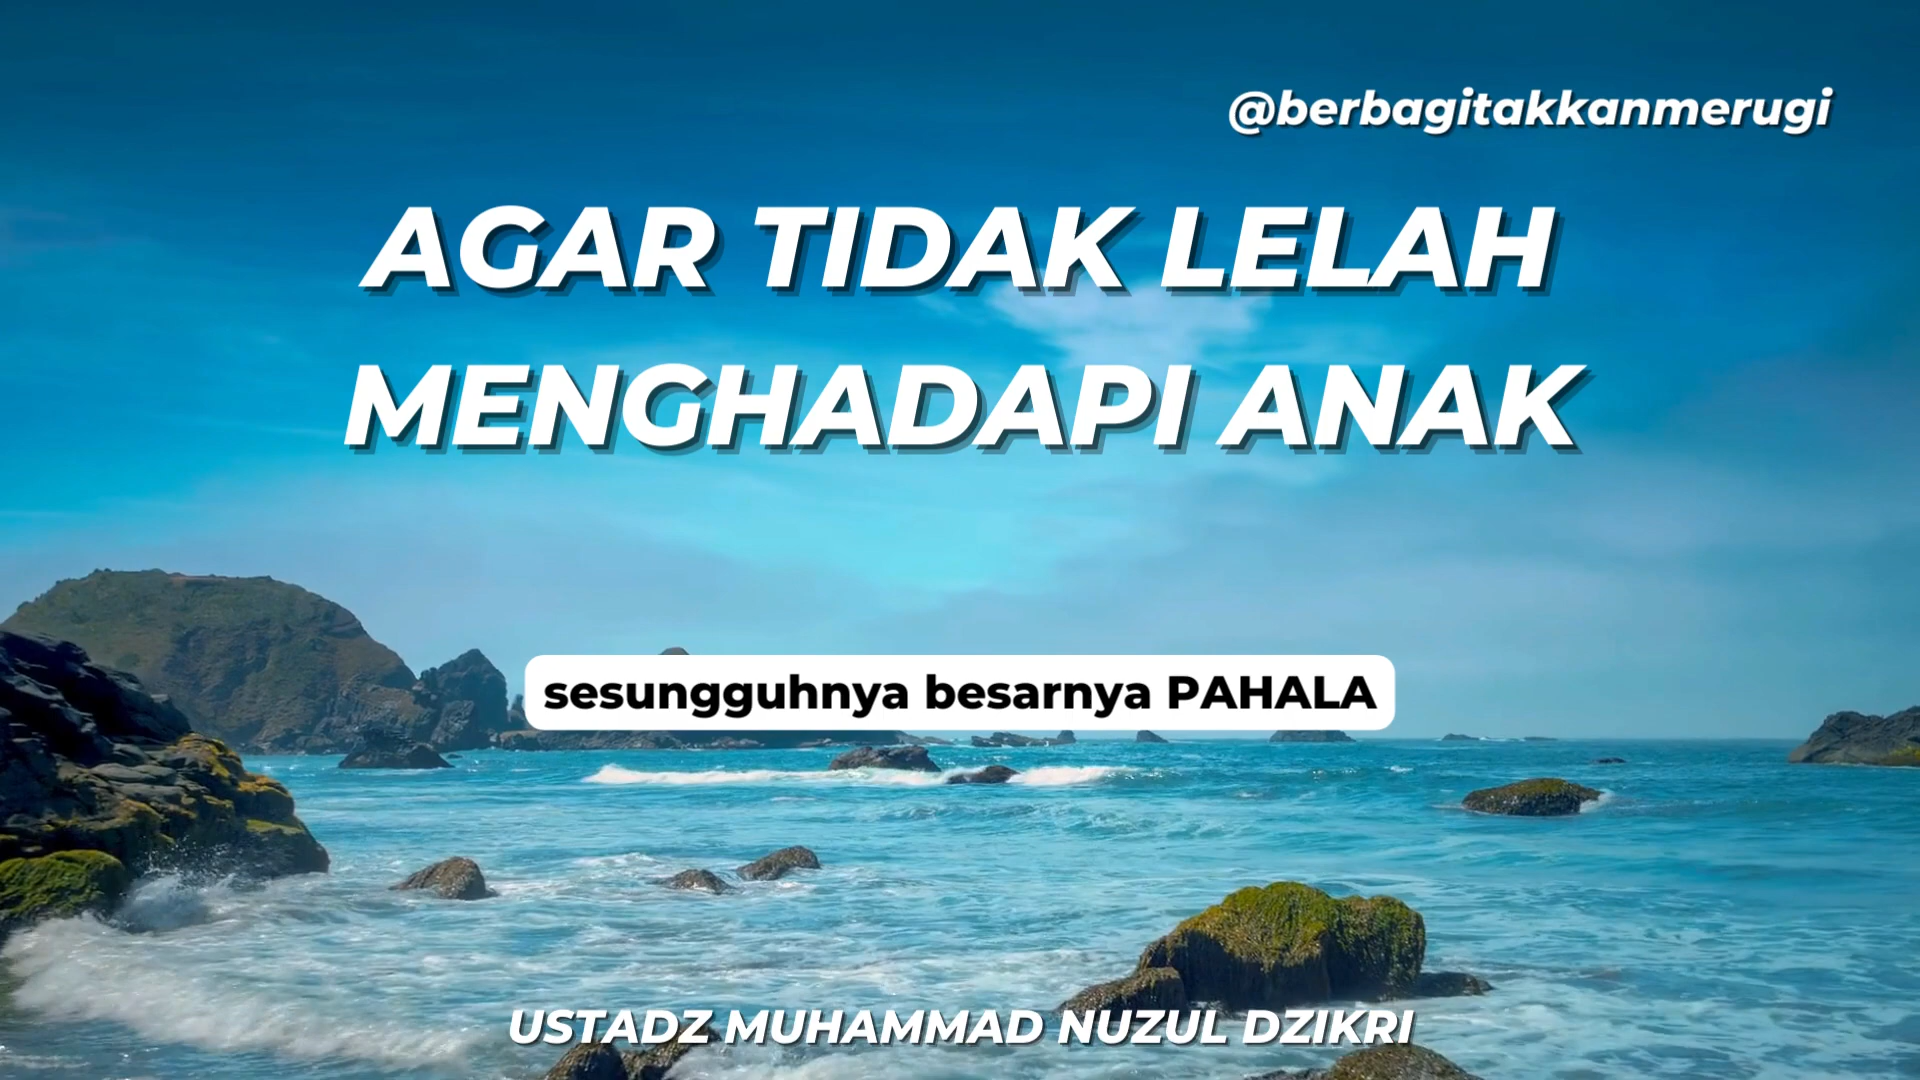 @berbagitakkanmerugi
AGAR TIDAK LELAH
MENGHADAPI ANAK
sesungguhnya besarnya PAHALA
USTADZ MUHAMMAD NUZUL DZIKRI